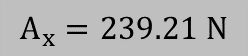 Aₓ = 239.21 N